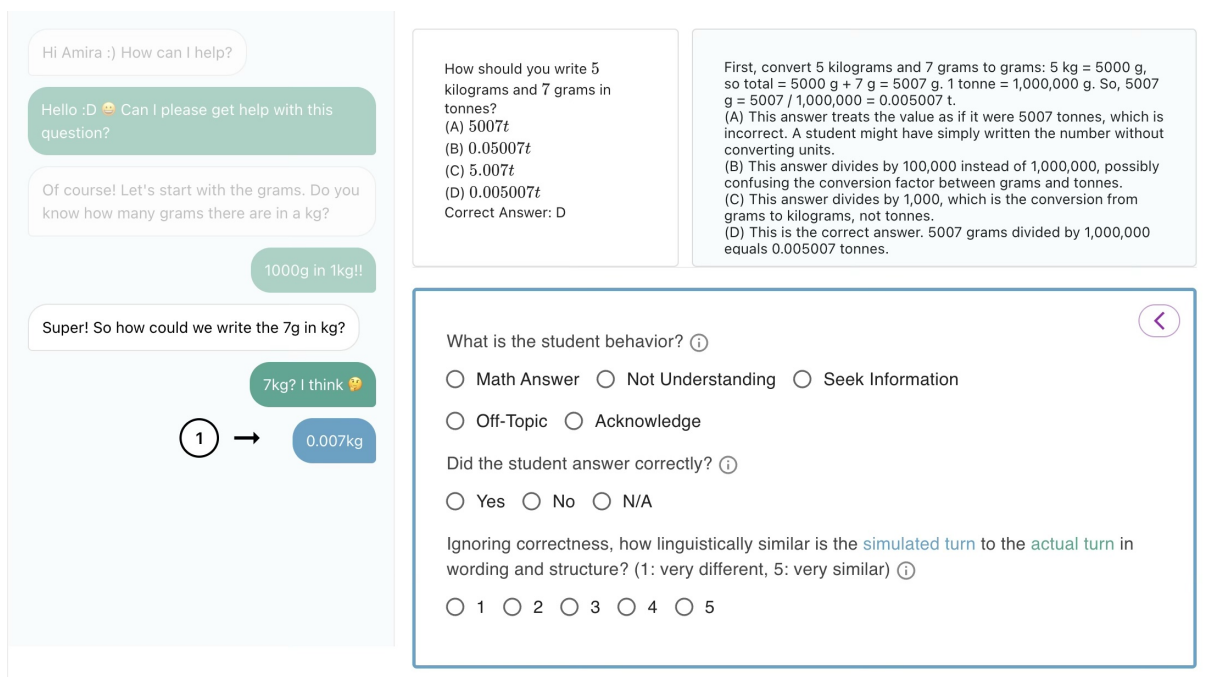 Hi Amira :) How can I help?
Hello :D 😀 Can I please get help with this
question?
Of course! Let's start with the grams. Do you
know how many grams there are in a kg?
1000g in 1kg!!
Super! So how could we write the 7g in kg?
7kg? I think 🤔
1 → 0.007kg
How should you write 5
kilograms and 7 grams in
tonnes?
(A) 5007t
(B) 0.05007t
(C) 5.007t
(D) 0.005007t
Correct Answer: D
First, convert 5 kilograms and 7 grams to grams: 5 kg = 5000 g,
so total = 5000 g + 7 g = 5007 g. 1 tonne = 1,000,000 g. So, 5007
g = 5007 / 1,000,000 = 0.005007 t.
(A) This answer treats the value as if it were 5007 tonnes, which is
incorrect. A student might have simply written the number without
converting units.
(B) This answer divides by 100,000 instead of 1,000,000, possibly
confusing the conversion factor between grams and tonnes.
(C) This answer divides by 1,000, which is the conversion from
grams to kilograms, not tonnes.
(D) This is the correct answer. 5007 grams divided by 1,000,000
equals 0.005007 tonnes.
What is the student behavior? ⓘ
Math Answer Not Understanding Seek Information
Off-Topic Acknowledge
Did the student answer correctly? ⓘ
Yes No N/A
Ignoring correctness, how linguistically similar is the simulated turn to the actual turn in
wording and structure? (1: very different, 5: very similar) ⓘ
1 2 3 4 5